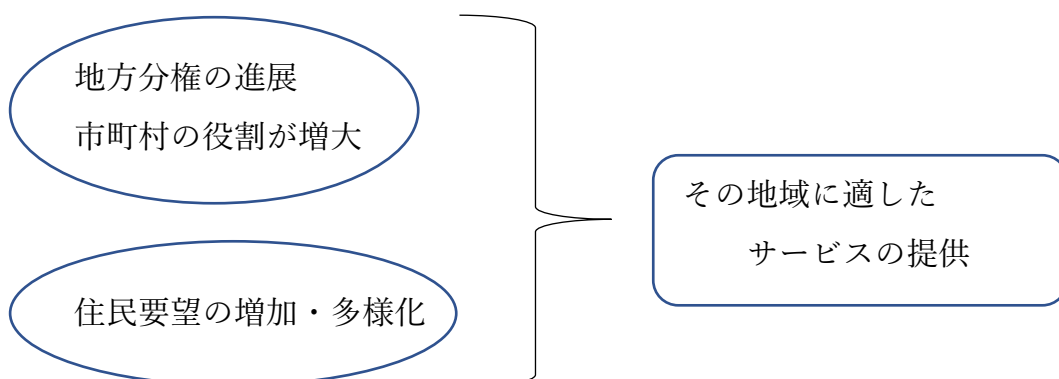 地方分権の進展
市町村の役割が増大
住民要望の増加・多様化
その地域に適した
サービスの提供